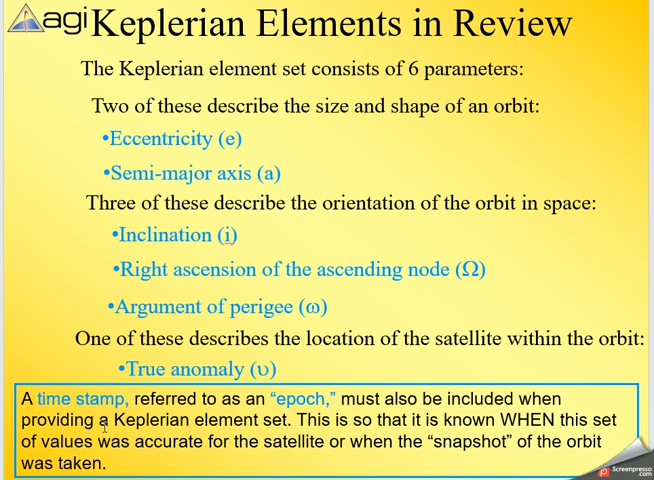 agi Keplerian Elements in Review
The Keplerian element set consists of 6 parameters:
Two of these describe the size and shape of an orbit:
•Eccentricity (e)
•Semi-major axis (a)
Three of these describe the orientation of the orbit in space:
•Inclination (i)
•Right ascension of the ascending node (Ω)
•Argument of perigee (ω)
One of these describes the location of the satellite within the orbit:
•True anomaly (υ)
A time stamp, referred to as an “epoch,” must also be included when
providing a Keplerian element set. This is so that it is known WHEN this set
of values was accurate for the satellite or when the “snapshot” of the orbit
was taken.
Screenpresso
.com